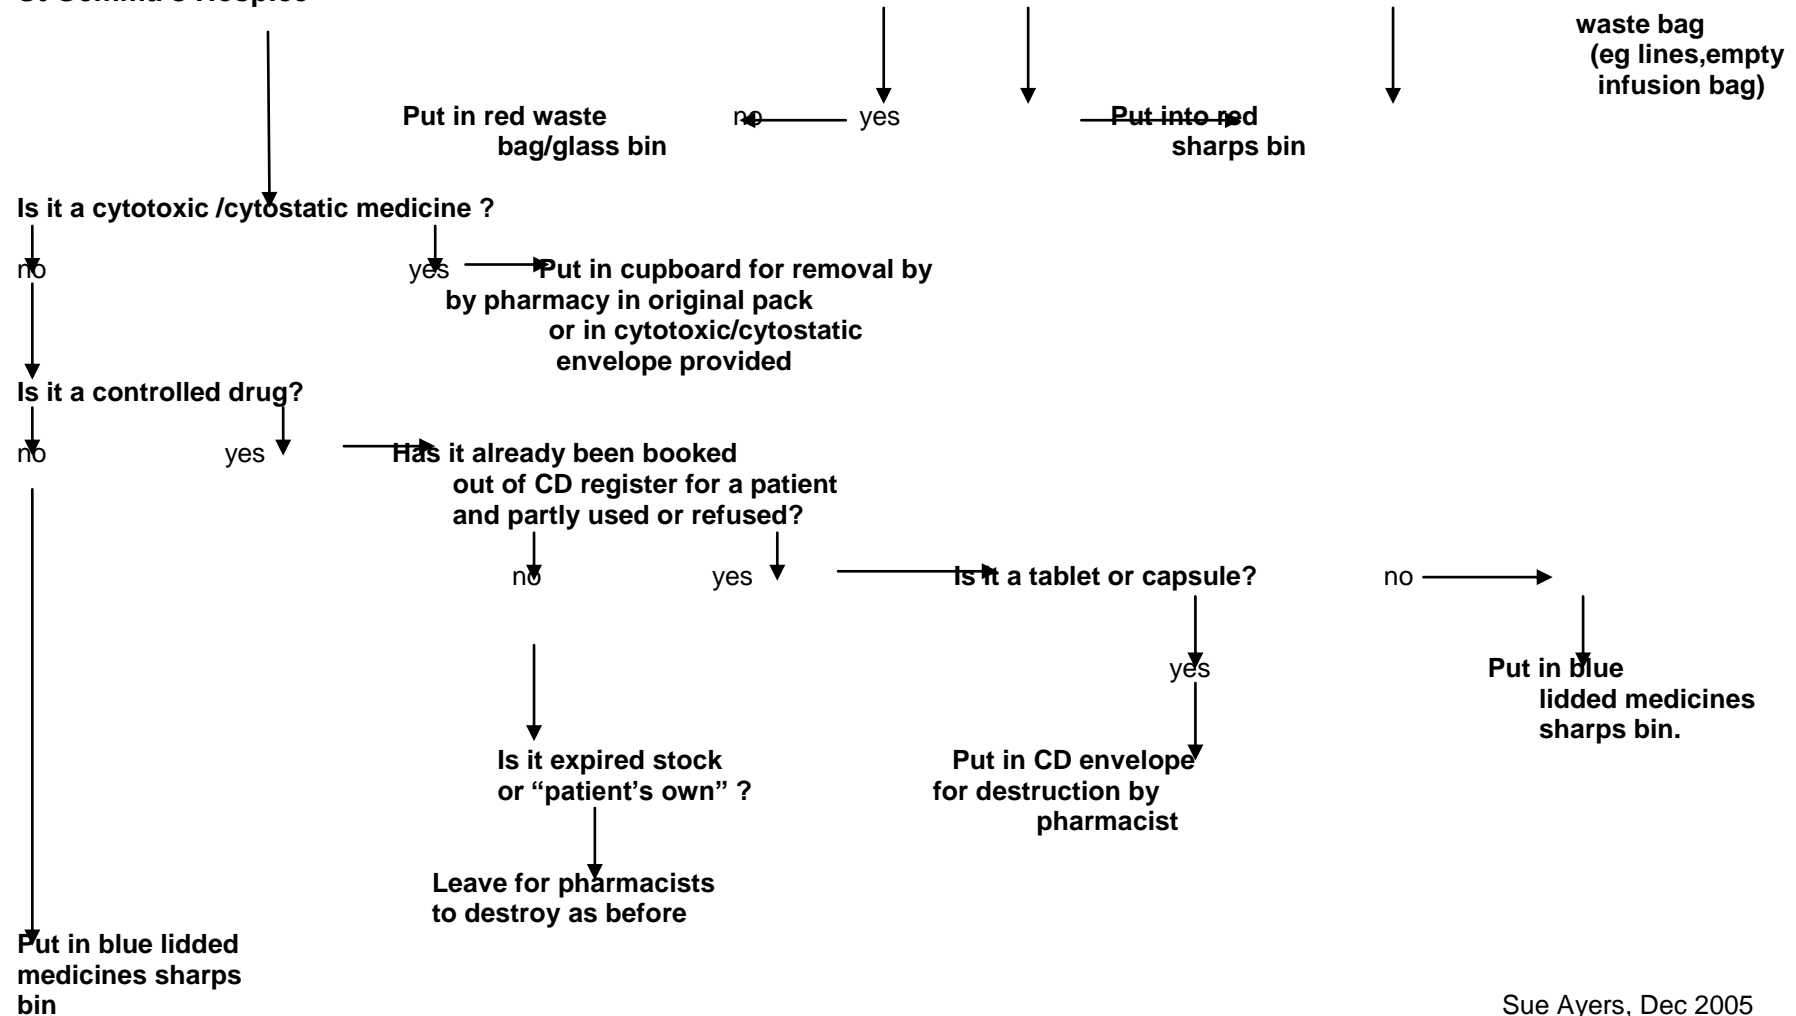 waste bag
(eg lines,empty
infusion bag)
Put in red waste
bag/glass bin
no
yes
Put into red
sharps bin
Is it a cytotoxic /cytostatic medicine ?
no
yes
Put in cupboard for removal by
by pharmacy in original pack
or in cytotoxic/cytostatic
envelope provided
Is it a controlled drug?
no
yes
Has it already been booked
out of CD register for a patient
and partly used or refused?
no
yes
Is it a tablet or capsule?
no
yes
Put in blue
lidded medicines
sharps bin.
Is it expired stock
or “patient’s own” ?
Put in CD envelope
for destruction by
pharmacist
Leave for pharmacists
to destroy as before
Put in blue lidded
medicines sharps
bin
Sue Ayers, Dec 2005